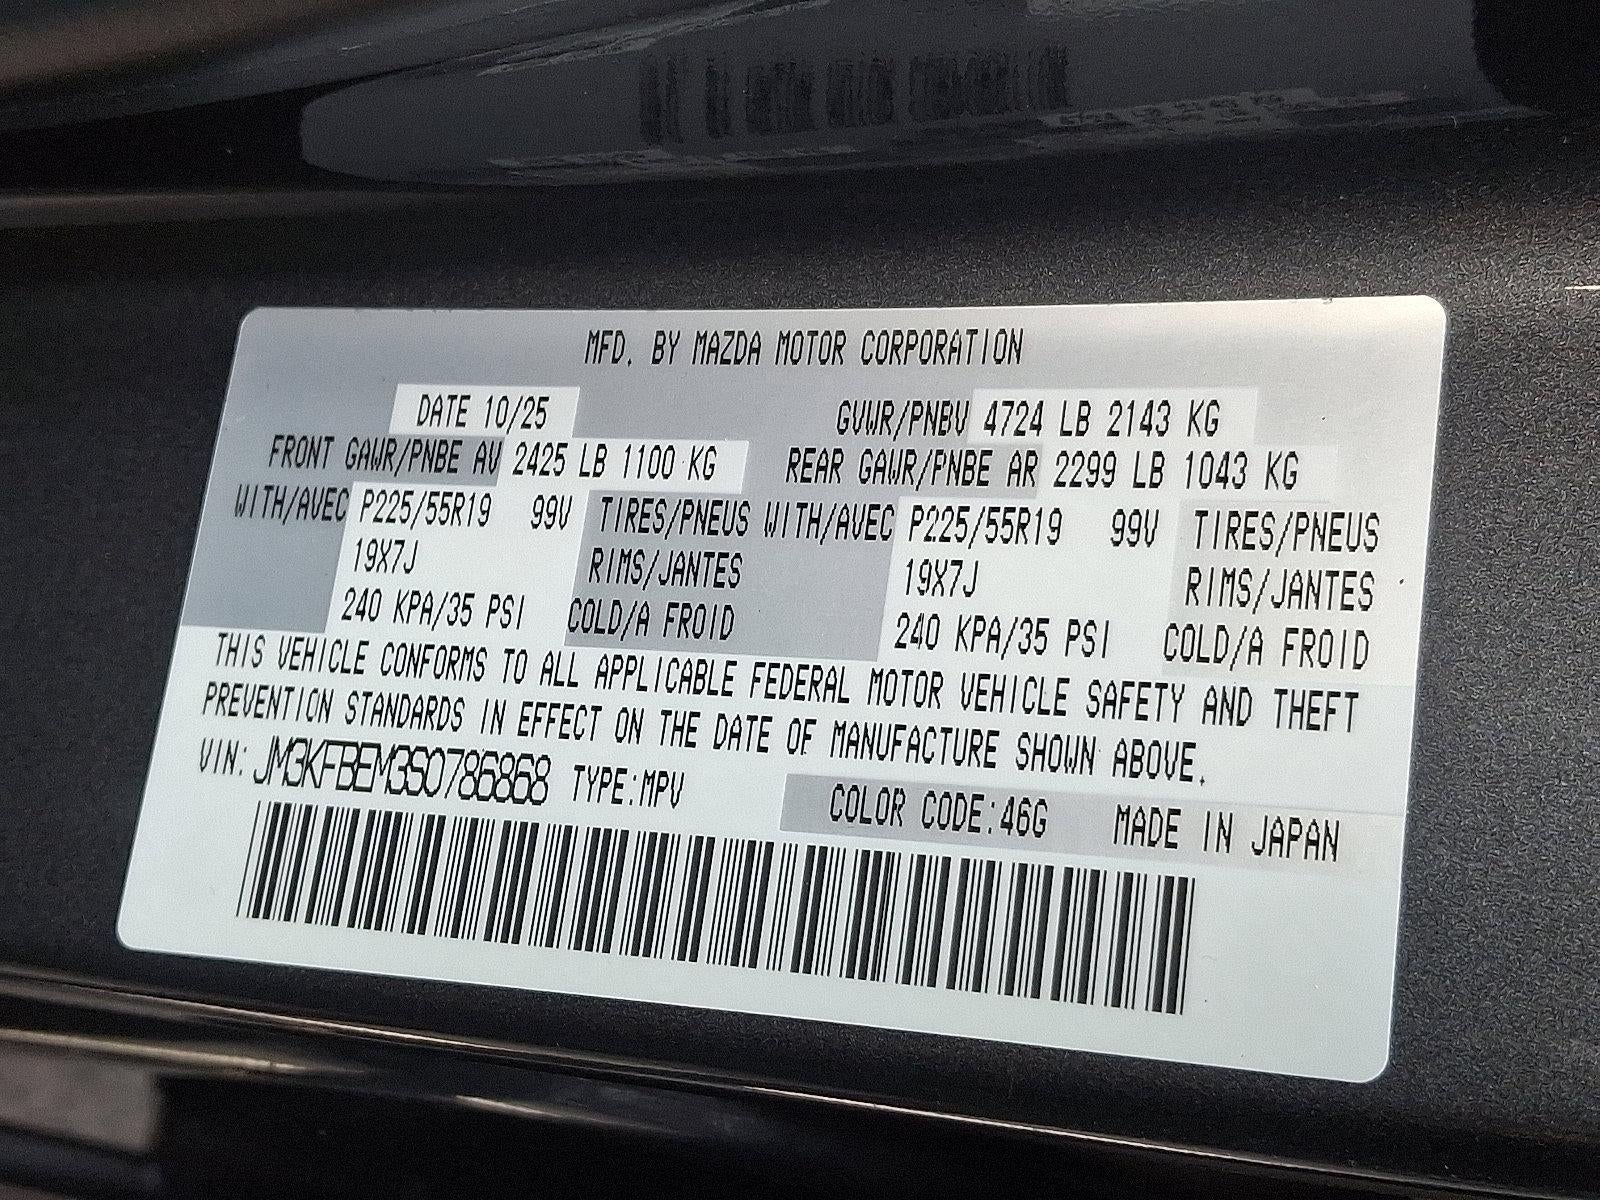 MFD. BY MAZDA MOTOR CORPORATION
DATE 10/25 GVWR/PNBV 4724 LB 2143 KG
FRONT GAWR/PNBE AV 2425 LB 1100 KG REAR GAWR/PNBE AR 2299 LB 1043 KG
WITH/AVEC P225/55R19 99V TIRES/PNEUS WITH/AVEC P225/55R19 99V TIRES/PNEUS
19X7J RIMS/JANTES 19X7J RIMS/JANTES
240 KPA/35 PSI COLD/A FROID 240 KPA/35 PSI COLD/A FROID
THIS VEHICLE CONFORMS TO ALL APPLICABLE FEDERAL MOTOR VEHICLE SAFETY AND THEFT
PREVENTION STANDARDS IN EFFECT ON THE DATE OF MANUFACTURE SHOWN ABOVE.
VIN: JM3KFBEM3S0786868 TYPE:MPV COLOR CODE:46G MADE IN JAPAN